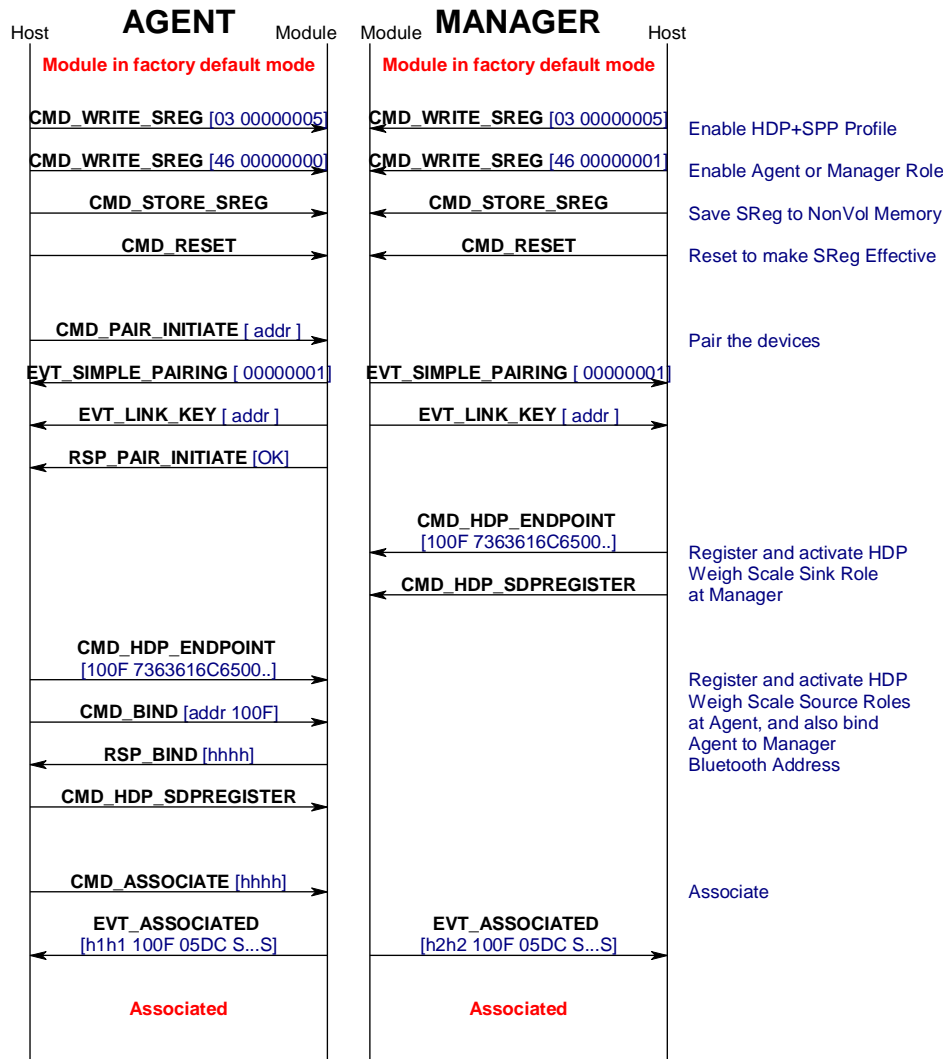 AGENT MANAGER
Host Module Module Host
Module in factory default mode Module in factory default mode
CMD_WRITE_SREG [03 00000005] CMD_WRITE_SREG [03 00000005]
Enable HDP+SPP Profile
CMD_WRITE_SREG [46 00000000] CMD_WRITE_SREG [46 00000001]
Enable Agent or Manager Role
CMD_STORE_SREG CMD_STORE_SREG
Save SReg to NonVol Memory
CMD_RESET CMD_RESET
Reset to make SReg Effective
CMD_PAIR_INITIATE [ addr ]
Pair the devices
EVT_SIMPLE_PAIRING [ 00000001] EVT_SIMPLE_PAIRING [ 00000001]
EVT_LINK_KEY [ addr ] EVT_LINK_KEY [ addr ]
RSP_PAIR_INITIATE [OK]
CMD_HDP_ENDPOINT
[100F 7363616C6500..]
Register and activate HDP
Weigh Scale Sink Role
at Manager
CMD_HDP_SDPREGISTER
CMD_HDP_ENDPOINT
[100F 7363616C6500..]
Register and activate HDP
Weigh Scale Source Roles
at Agent, and also bind
Agent to Manager
Bluetooth Address
CMD_BIND [addr 100F]
RSP_BIND [hhhh]
CMD_HDP_SDPREGISTER
CMD_ASSOCIATE [hhhh]
Associate
EVT_ASSOCIATED EVT_ASSOCIATED
[h1h1 100F 05DC S...S] [h2h2 100F 05DC S...S]
Associated Associated